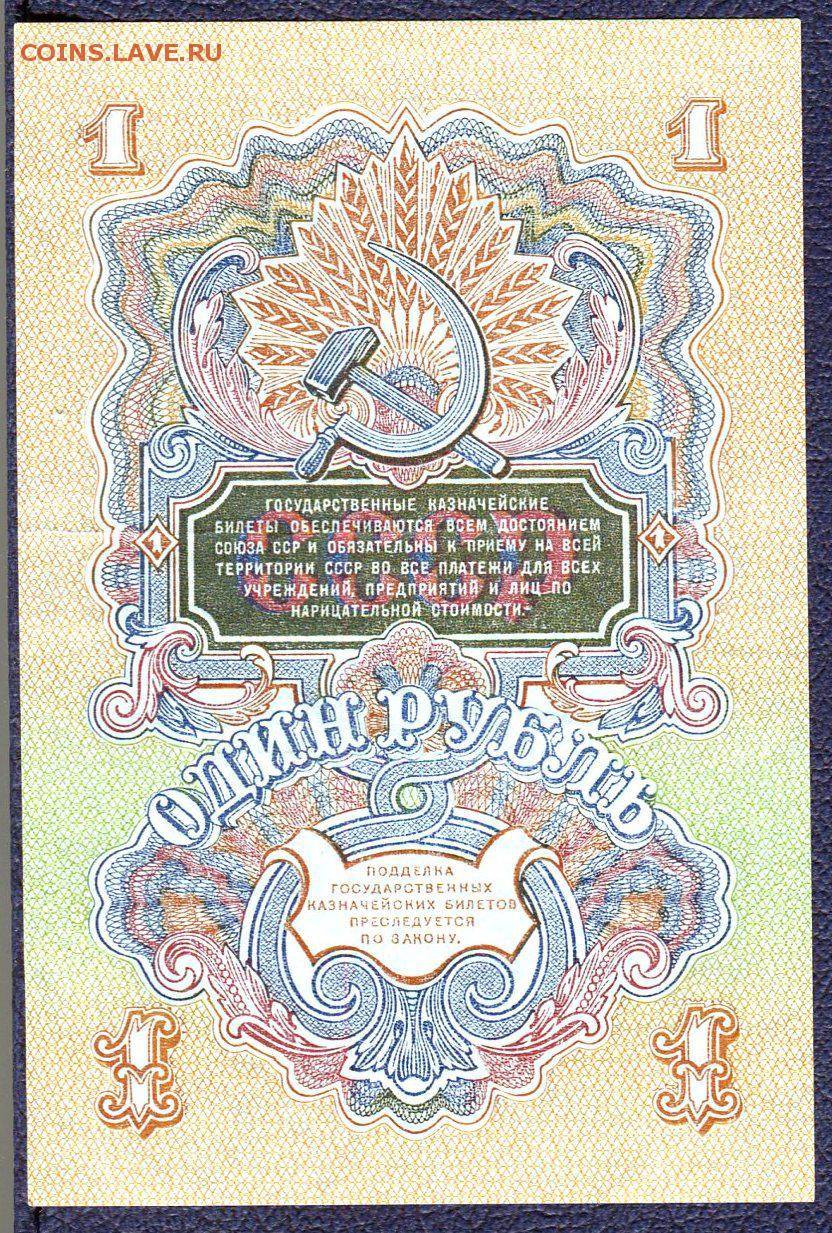 COINS.LAVE.RU
1 1
ГОСУДАРСТВЕННЫЕ КАЗНАЧЕЙСКИЕ
БИЛЕТЫ ОБЕСПЕЧИВАЮТСЯ ВСЕМ ДОСТОЯНИЕМ
СОЮЗА ССР И ОБЯЗАТЕЛЬНЫ К ПРИЕМУ НА ВСЕЙ
ТЕРРИТОРИИ СССР ВО ВСЕ ПЛАТЕЖИ ДЛЯ ВСЕХ
УЧРЕЖДЕНИЙ, ПРЕДПРИЯТИЙ И ЛИЦ ПО
НАРИЦАТЕЛЬНОЙ СТОИМОСТИ.
СССР
1 1
ОДИН РУБЛЬ
ПОДДЕЛКА
ГОСУДАРСТВЕННЫХ
КАЗНАЧЕЙСКИХ БИЛЕТОВ
ПРЕСЛЕДУЕТСЯ
ПО ЗАКОНУ.
1 1